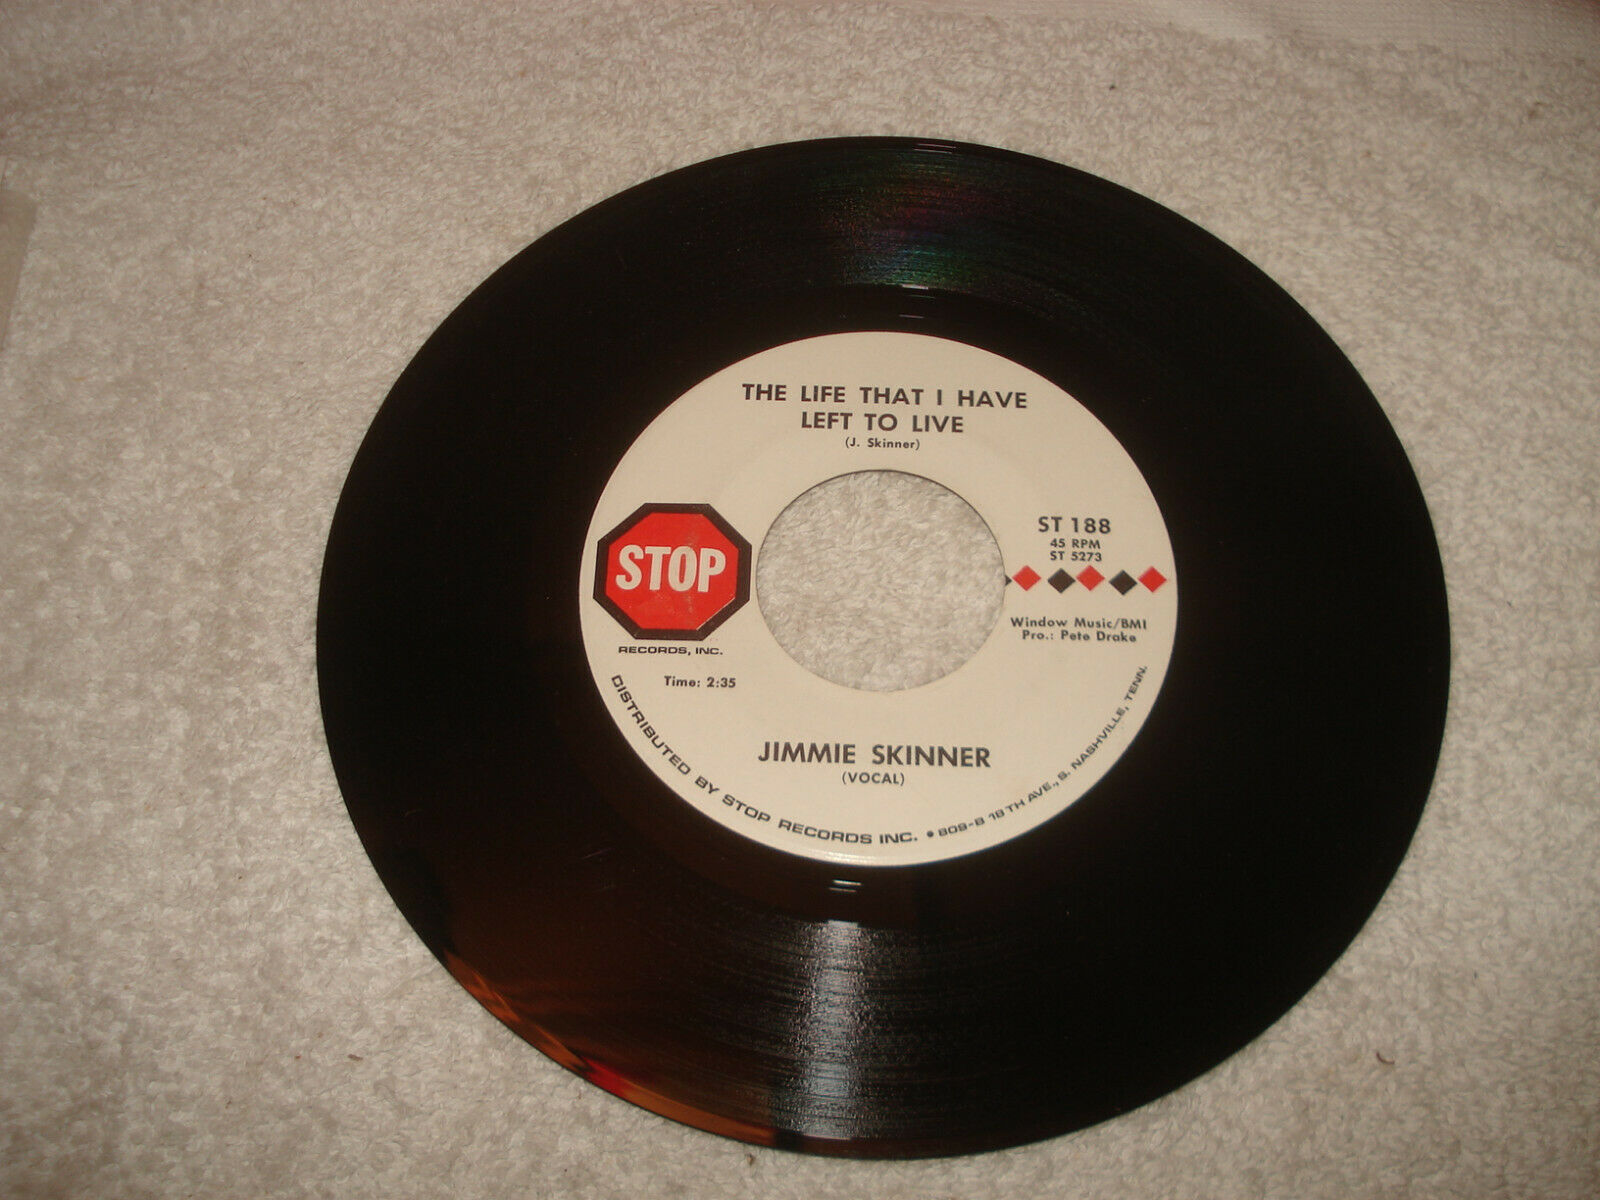 THE LIFE THAT I HAVE
LEFT TO LIVE
(J. Skinner)
STOP
RECORDS, INC.
Time: 2:35
ST 188
45 RPM
ST 5273
Window Music/BMI
Pro.: Pete Drake
JIMMIE SKINNER
(VOCAL)
DISTRIBUTED BY STOP RECORDS INC. • 809-B 18TH AVE., S. NASHVILLE, TENN.